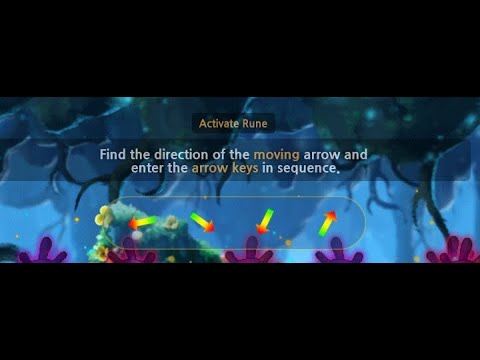 Activate Rune
Find the direction of the moving arrow and
enter the arrow keys in sequence.